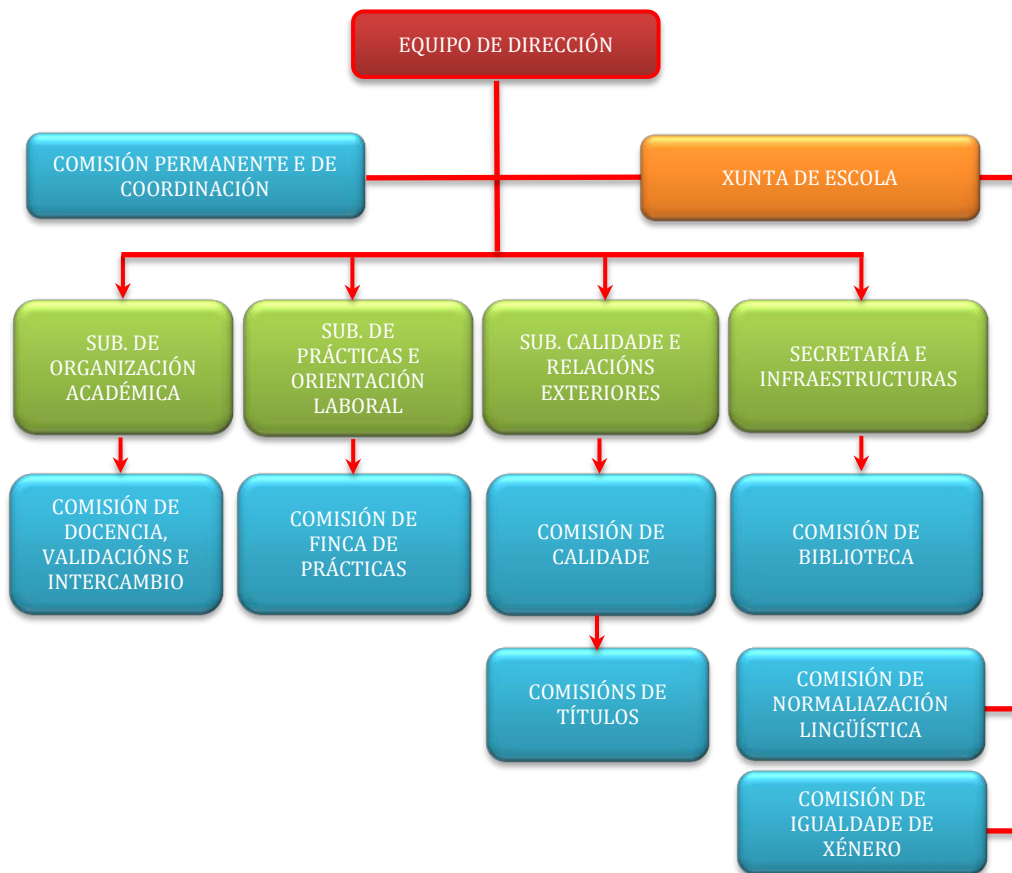 EQUIPO DE DIRECCIÓN
COMISIÓN PERMANENTE E DE
COORDINACIÓN
XUNTA DE ESCOLA
SUB. DE
ORGANIZACIÓN
ACADÉMICA
SUB. DE
PRÁCTICAS E
ORIENTACIÓN
LABORAL
SUB. CALIDADE E
RELACIÓNS
EXTERIORES
SECRETARÍA E
INFRAESTRUCTURAS
COMISIÓN DE
DOCENCIA,
VALIDACIÓNS E
INTERCAMBIO
COMISIÓN DE
FINCA DE
PRÁCTICAS
COMISIÓN DE
CALIDADE
COMISIÓN DE
BIBLIOTECA
COMISIÓNS DE
TÍTULOS
COMISIÓN DE
NORMALIAZACIÓN
LINGÜÍSTICA
COMISIÓN DE
IGUALDADE DE
XÉNERO